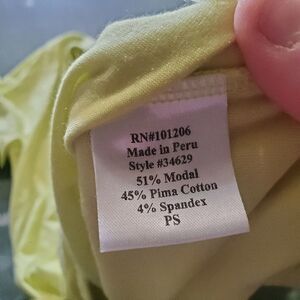 RN#101206
Made in Peru
Style #34629
51% Modal
45% Pima Cotton
4% Spandex
PS